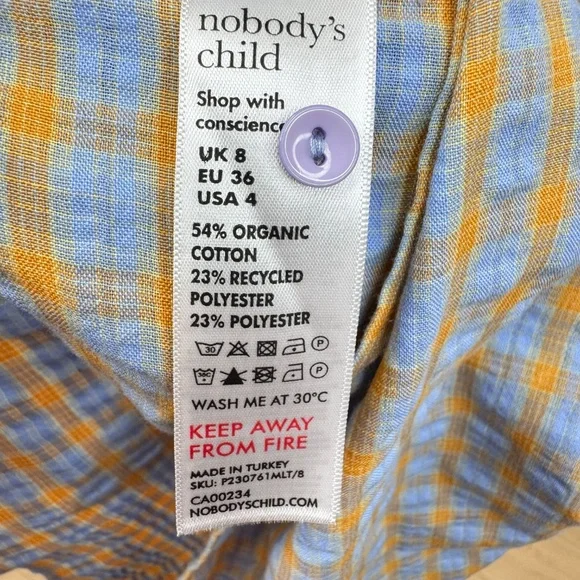 nobody's
child
Shop with
conscience
UK 8
EU 36
USA 4
54% ORGANIC
COTTON
23% RECYCLED
POLYESTER
23% POLYESTER
30 P
P
WASH ME AT 30°C
KEEP AWAY
FROM FIRE
MADE IN TURKEY
SKU: P230761MLT/8
CA00234
NOBODYSCHILD.COM